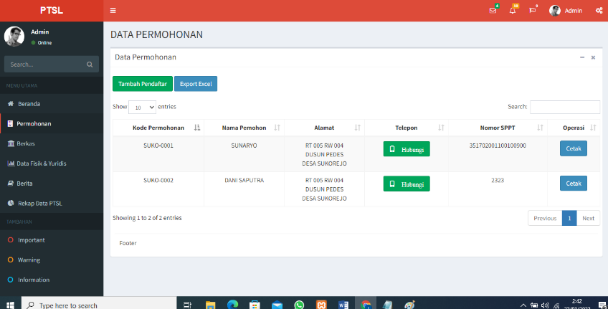 PTSL
Admin
Admin
Online
DATA PERMOHONAN
Search...
Data Permohonan
MENU UTAMA
Tambah Pendaftar
Export Excel
Beranda
Show 10 entries
Search:
Permohonan
Kode Permohonan
Nama Pemohon
Alamat
Telepon
Nomor SPPT
Operasi
Berkas
SUKO-0001
SUNARYO
RT 005 RW 004
DUSUN PEDES
DESA SUKOREJO
Hubungi
Cetak
Data Fisik & Yuridis
SUKO-0002
DANI SAPUTRA
RT 005 RW 004
DUSUN PEDES
DESA SUKOREJO
Hubungi
2323
Cetak
Berita
Rekap Data PTSL
Showing 1 to 2 of 2 entries
Previous
1
Next
Important
Footer
Warning
Information
Type here to search
2:42